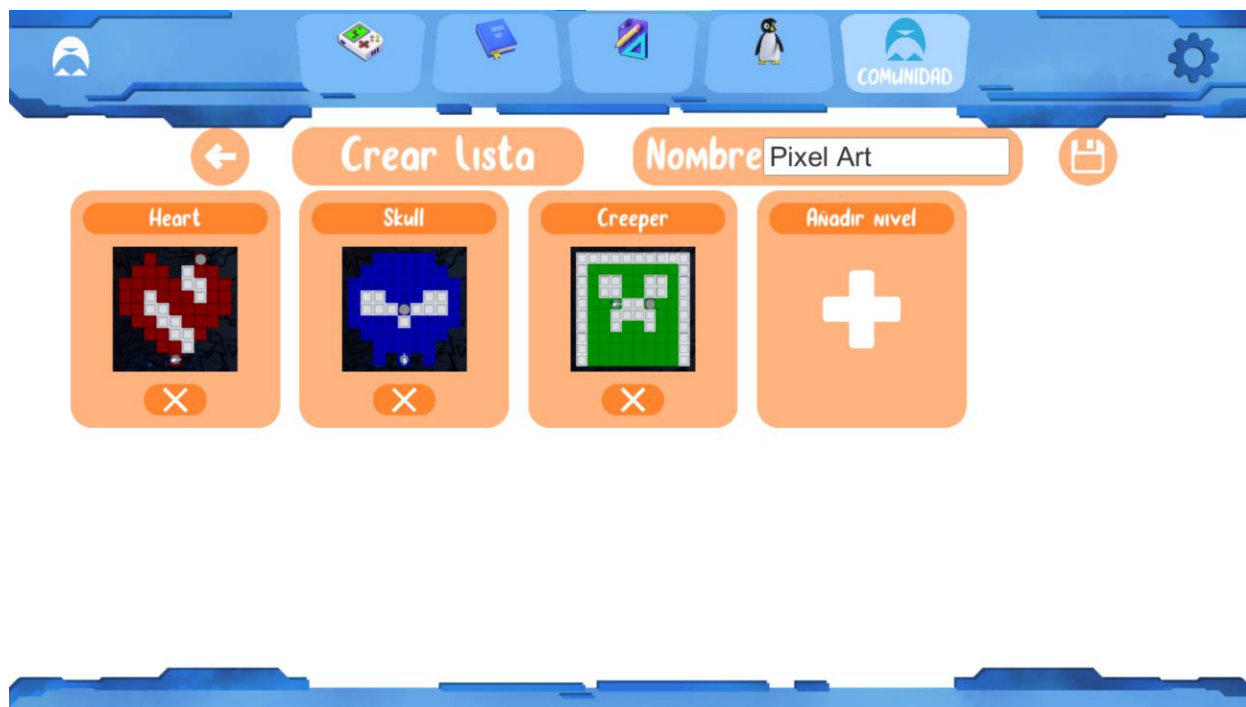 COMUNIDAD
Crear lista
Nombre Pixel Art
Heart
Skull
Creeper
Añadir nivel